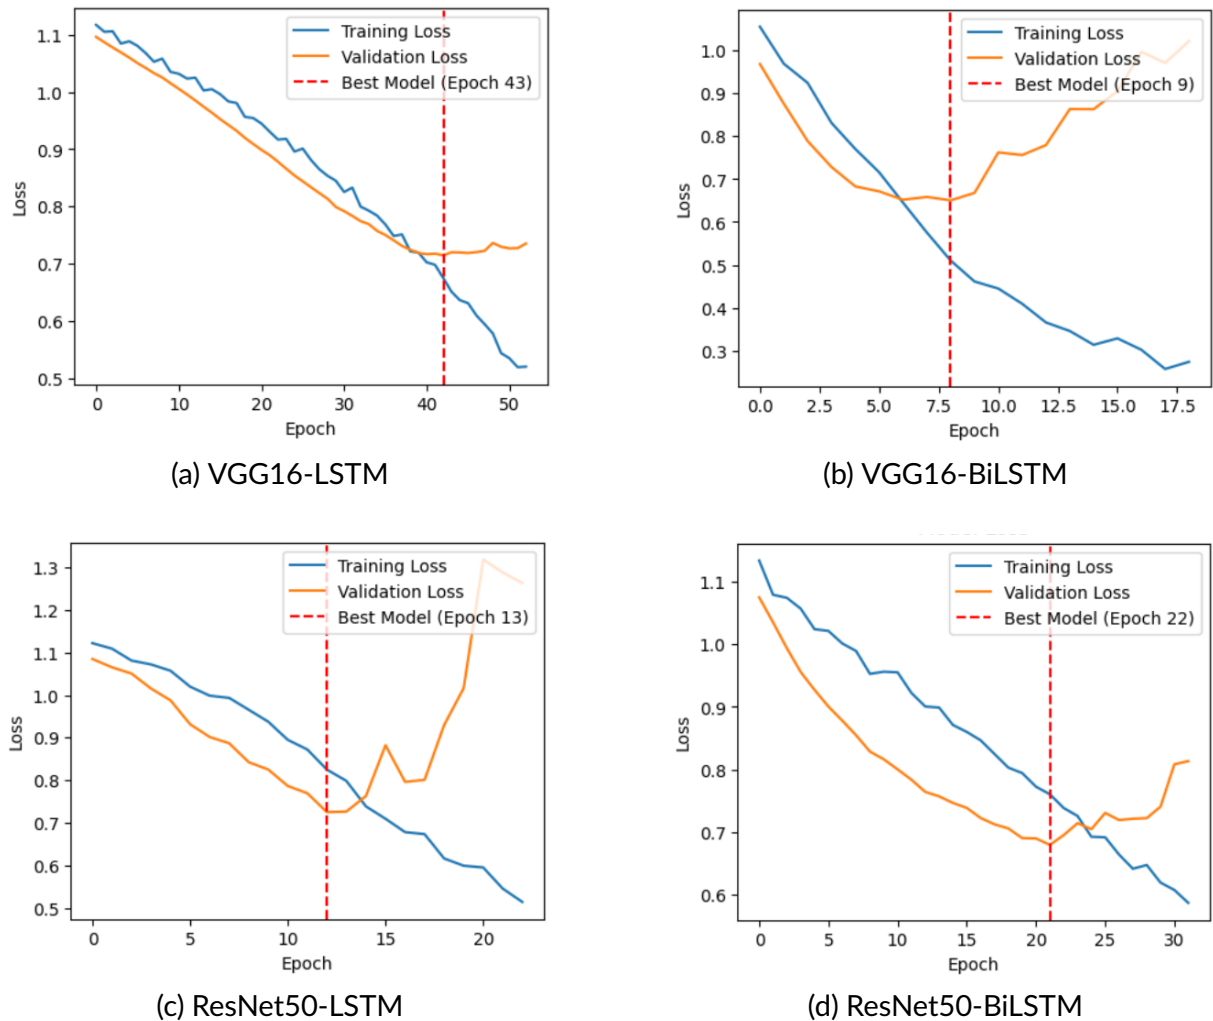 1.1
1.0
0.9
0.8
0.7
0.6
0.5
Loss
0 10 20 30 40 50
Epoch
Training Loss
Validation Loss
Best Model (Epoch 43)
(a) VGG16-LSTM
1.0
0.9
0.8
0.7
0.6
0.5
0.4
0.3
Loss
0.0 2.5 5.0 7.5 10.0 12.5 15.0 17.5
Epoch
Training Loss
Validation Loss
Best Model (Epoch 9)
(b) VGG16-BiLSTM
1.3
1.2
1.1
1.0
0.9
0.8
0.7
0.6
0.5
Loss
0 5 10 15 20
Epoch
Training Loss
Validation Loss
Best Model (Epoch 13)
(c) ResNet50-LSTM
1.1
1.0
0.9
0.8
0.7
0.6
Loss
0 5 10 15 20 25 30
Epoch
Training Loss
Validation Loss
Best Model (Epoch 22)
(d) ResNet50-BiLSTM